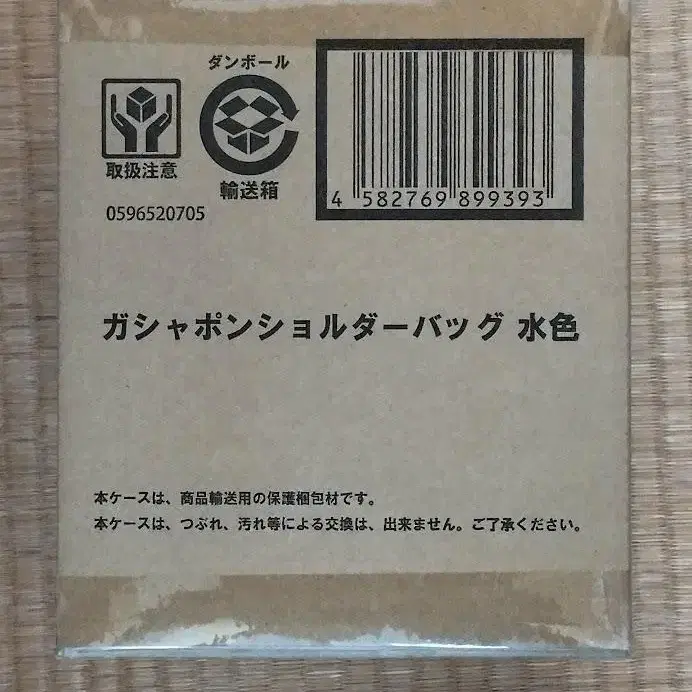 ダンボール
取扱注意
輸送箱
0596520705
4 582769 899393
ガシャポンショルダーバッグ 水色
本ケースは、商品輸送用の保護梱包材です。
本ケースは、つぶれ、汚れ等による交換は、出来ません。ご了承ください。